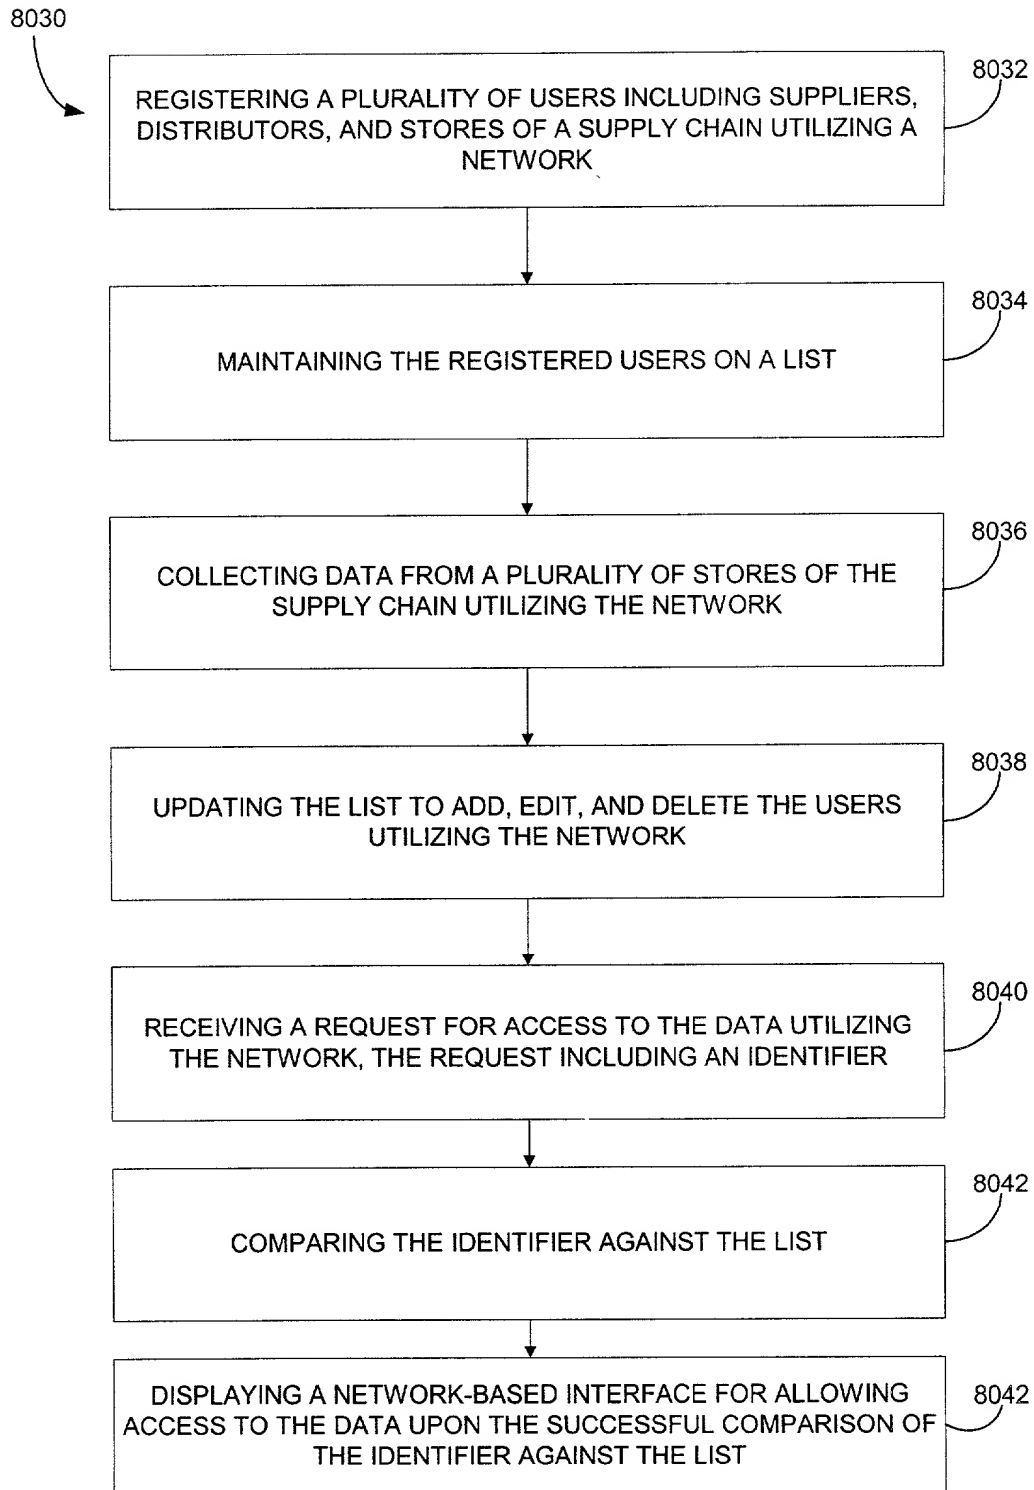 8030
8032
REGISTERING A PLURALITY OF USERS INCLUDING SUPPLIERS,
DISTRIBUTORS, AND STORES OF A SUPPLY CHAIN UTILIZING A
NETWORK
8034
MAINTAINING THE REGISTERED USERS ON A LIST
8036
COLLECTING DATA FROM A PLURALITY OF STORES OF THE
SUPPLY CHAIN UTILIZING THE NETWORK
8038
UPDATING THE LIST TO ADD, EDIT, AND DELETE THE USERS
UTILIZING THE NETWORK
8040
RECEIVING A REQUEST FOR ACCESS TO THE DATA UTILIZING
THE NETWORK, THE REQUEST INCLUDING AN IDENTIFIER
8042
COMPARING THE IDENTIFIER AGAINST THE LIST
8042
DISPLAYING A NETWORK-BASED INTERFACE FOR ALLOWING
ACCESS TO THE DATA UPON THE SUCCESSFUL COMPARISON OF
THE IDENTIFIER AGAINST THE LIST